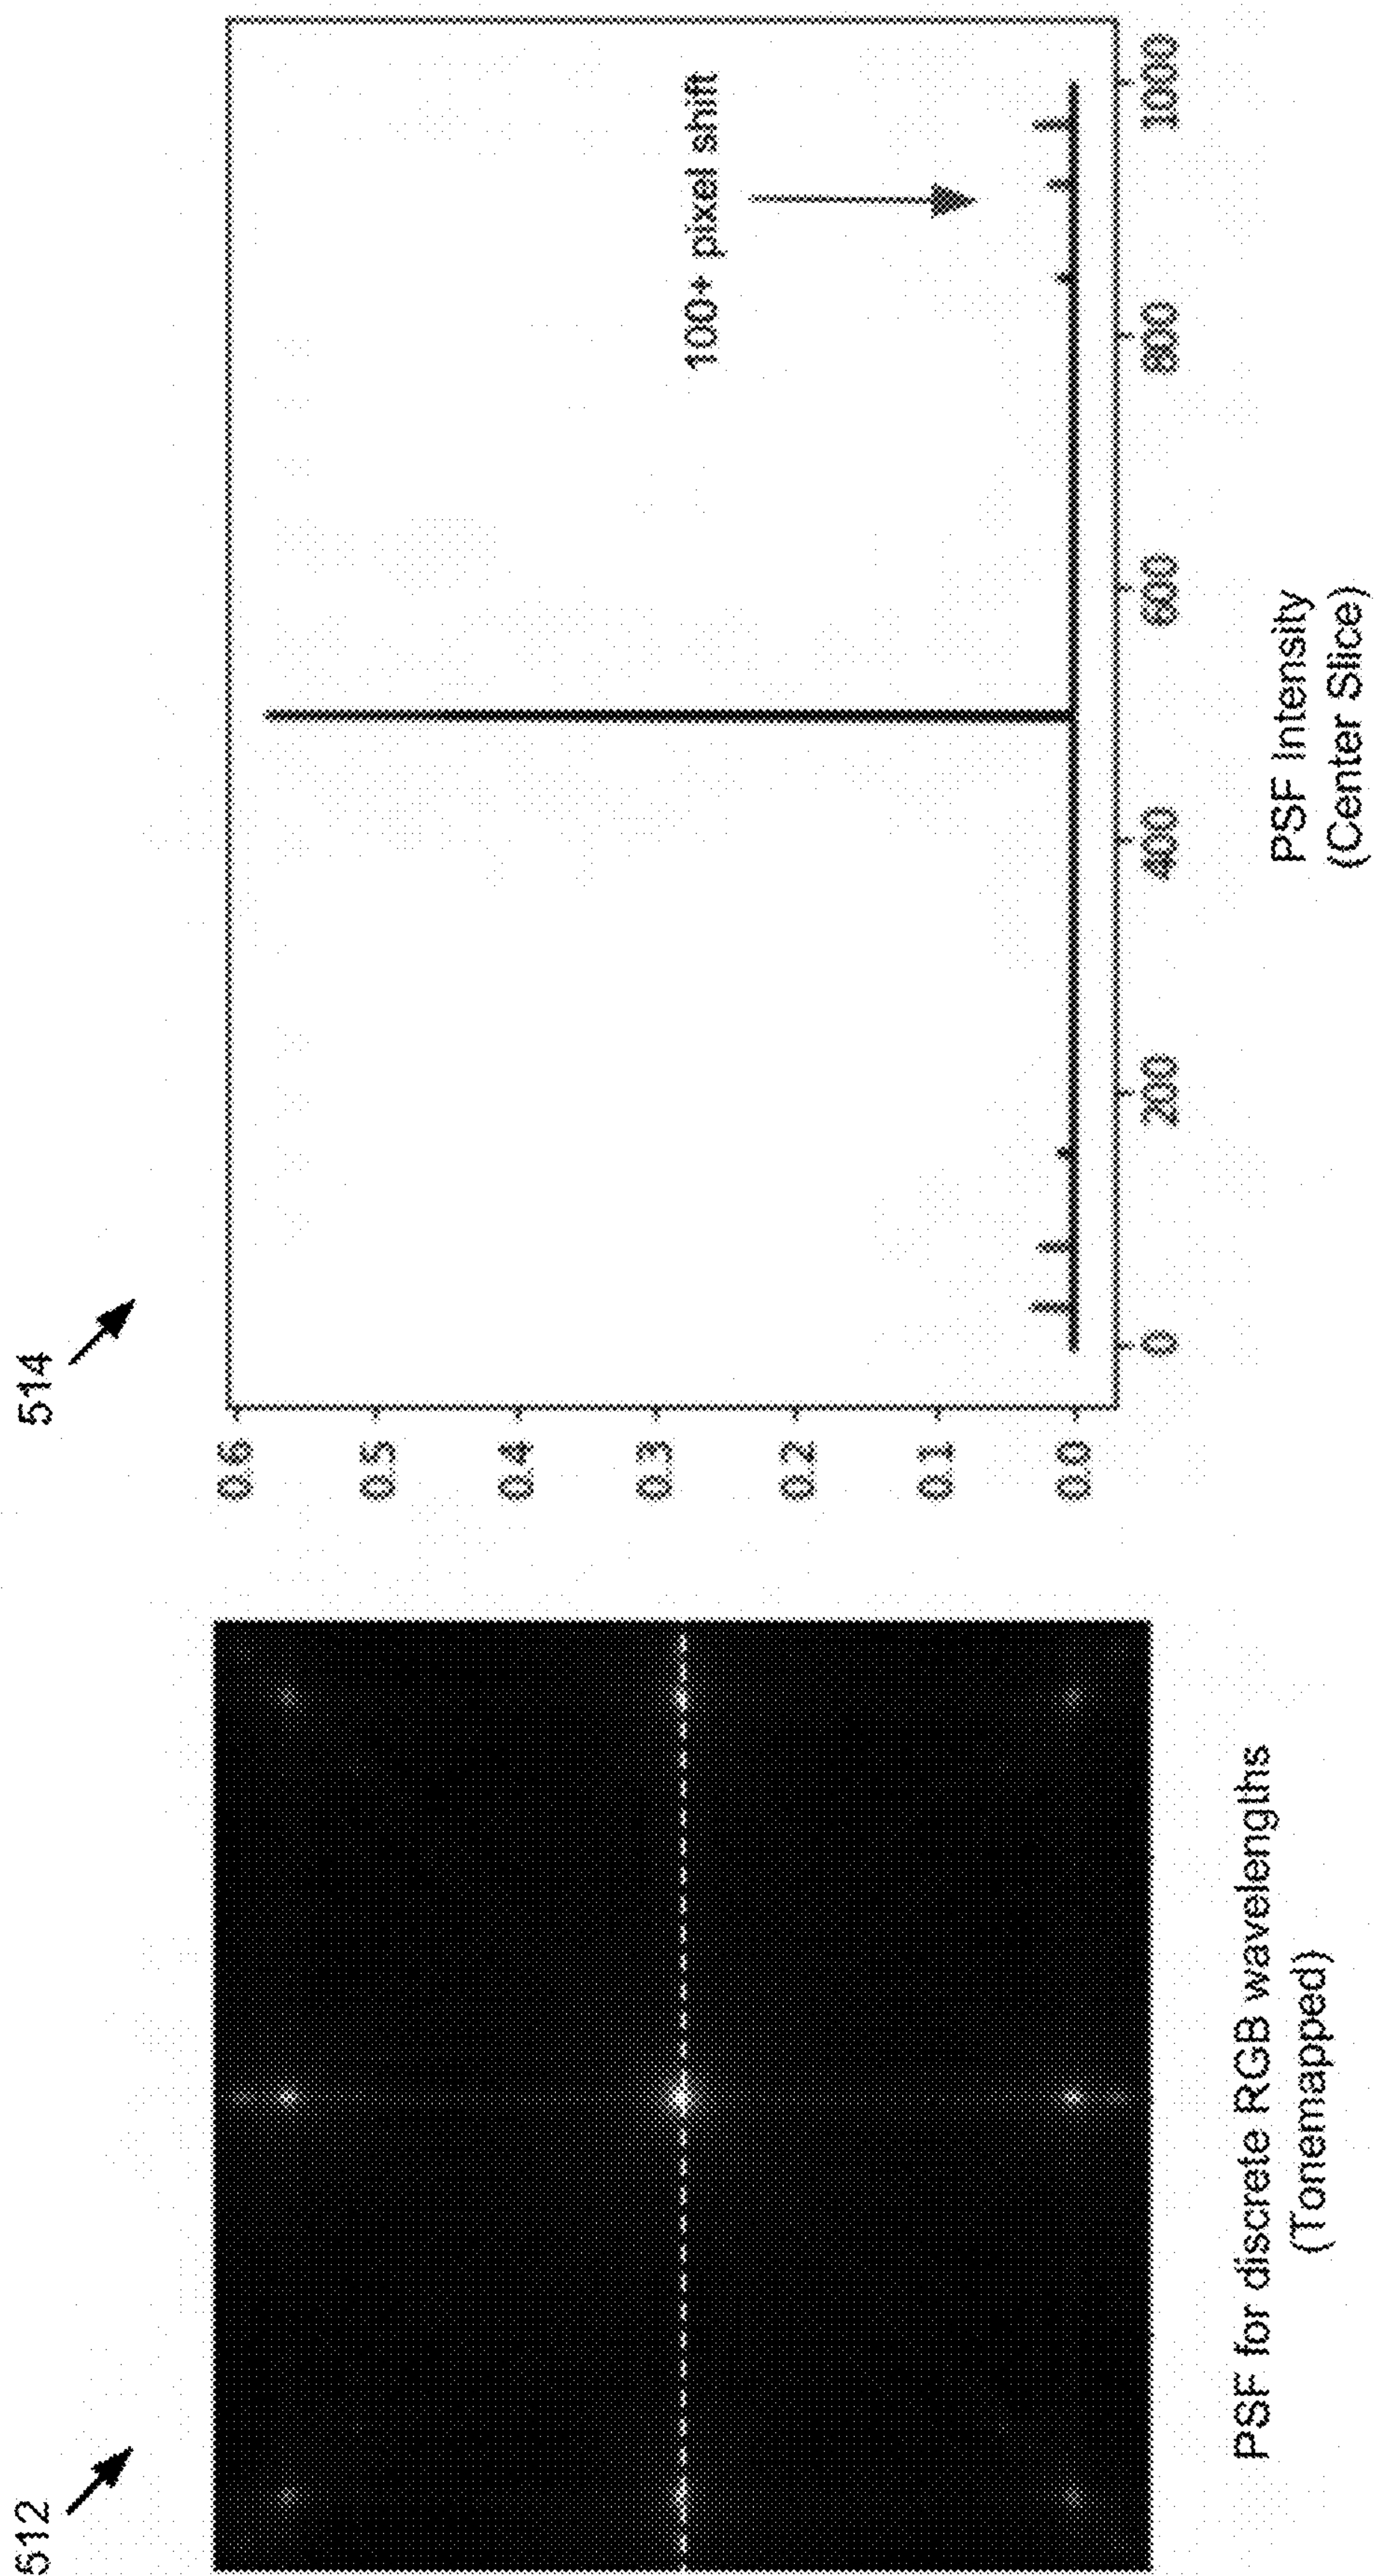 512
PSF for discrete RGB wavelengths
(Tonemapped)
514
0.6
0.5
0.4
0.3
0.2
0.1
0.0
100+ pixel shift
0 200 400 600 800 1000
PSF Intensity
(Center Slice)